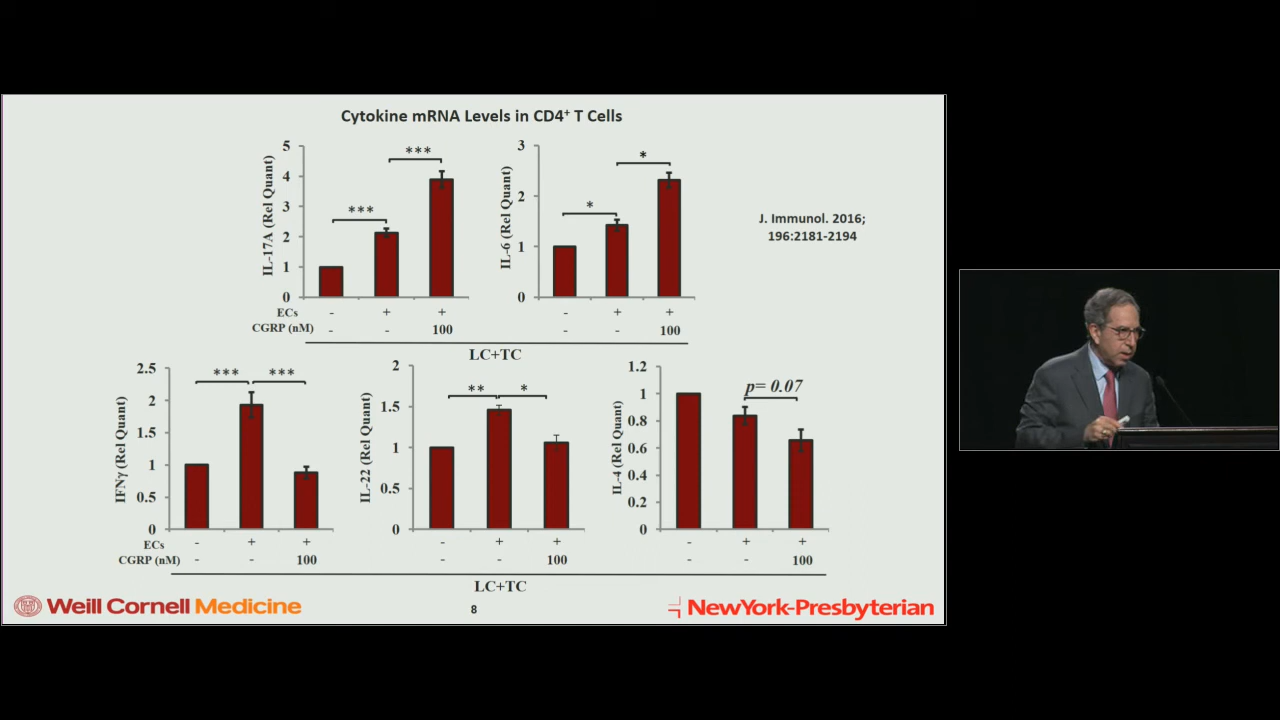 Cytokine mRNA Levels in CD4⁺ T Cells
IL-17A (Rel Quant)
5
4
3
2
1
0
***
***
IL-6 (Rel Quant)
3
2
1
0
*
*
J. Immunol. 2016;
196:2181-2194
ECs - + + - + +
CGRP (nM) - - 100 - - 100
LC+TC
IFNγ (Rel Quant)
2.5
2
1.5
1
0.5
0
***
***
IL-22 (Rel Quant)
2
1.5
1
0.5
0
**
*
IL-4 (Rel Quant)
1.2
1
0.8
0.6
0.4
0.2
0
p= 0.07
ECs - + + - + + - + +
CGRP (nM) - - 100 - - 100 - - 100
LC+TC
Weill Cornell Medicine
8
NewYork-Presbyterian